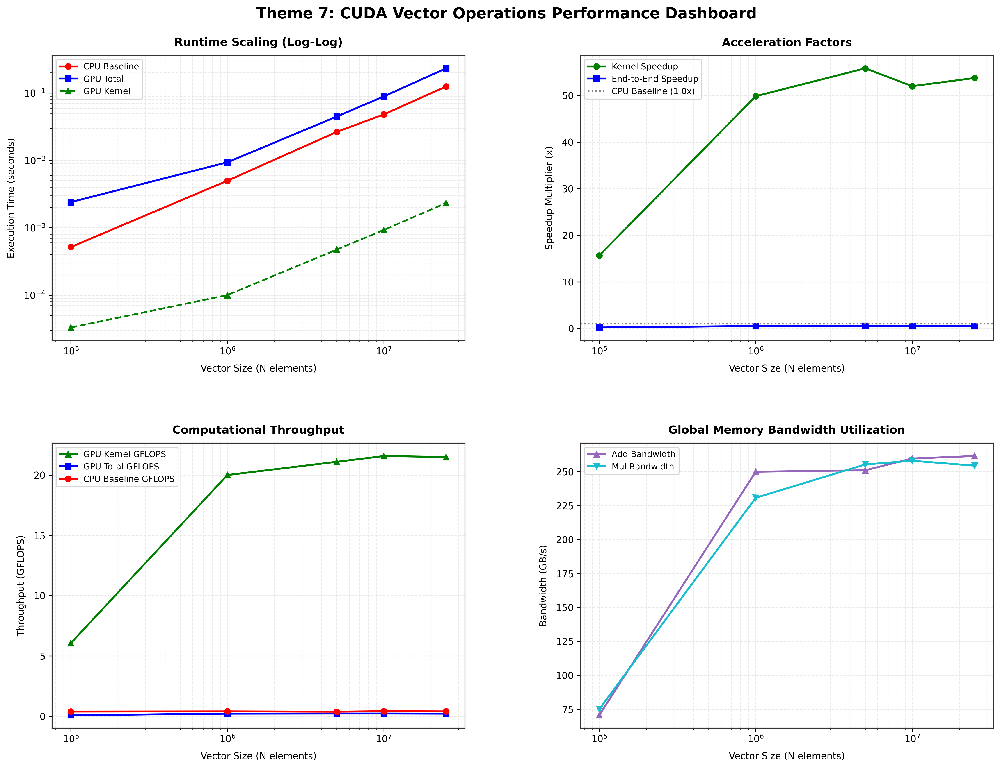 Theme 7: CUDA Vector Operations Performance Dashboard
Runtime Scaling (Log-Log)
CPU Baseline
GPU Total
GPU Kernel
Execution Time (seconds)
10⁻¹
10⁻²
10⁻³
10⁻⁴
10⁵ 10⁶ 10⁷
Vector Size (N elements)
Acceleration Factors
Kernel Speedup
End-to-End Speedup
CPU Baseline (1.0x)
Speedup Multiplier (x)
50
40
30
20
10
0
10⁵ 10⁶ 10⁷
Vector Size (N elements)
Computational Throughput
GPU Kernel GFLOPS
GPU Total GFLOPS
CPU Baseline GFLOPS
Throughput (GFLOPS)
20
15
10
5
0
10⁵ 10⁶ 10⁷
Vector Size (N elements)
Global Memory Bandwidth Utilization
Add Bandwidth
Mul Bandwidth
Bandwidth (GB/s)
250
225
200
175
150
125
100
75
10⁵ 10⁶ 10⁷
Vector Size (N elements)